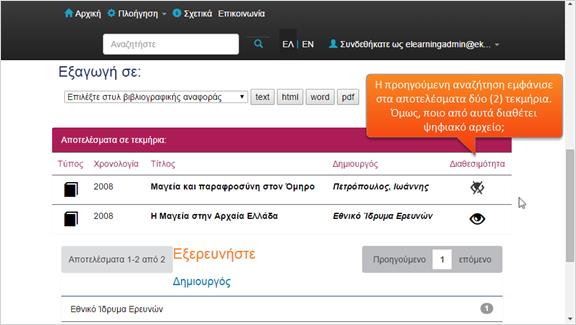 Αρχική Πλοήγηση Σχετικά Επικοινωνία
Αναζητήστε ΕΛ | EN Συνδεθήκατε ως elearningadmin@ek...
Εξαγωγή σε:
Επιλέξτε στυλ βιβλιογραφικης αναφοράς text html word pdf
Η προηγούμενη αναζήτηση εμφάνισε
στα αποτελέσματα δύο (2) τεκμήρια.
Όμως, ποιο από αυτά διαθέτει
ψηφιακό αρχείο;
Αποτελέσματα σε τεκμήρια:
Τύπος Χρονολογία Τίτλος Δημιουργός Διαθεσιμότητα
2008 Μαγεία και παραφροσύνη στον Όμηρο Πετρόπουλος, Ιωάννης
2008 Η Μαγεία στην Αρχαία Ελλάδα Εθνικό Ίδρυμα Ερευνών
Αποτελέσματα 1-2 από 2 Εξερευνήστε Προηγούμενο 1 επόμενο
Δημιουργός
Εθνικό Ίδρυμα Ερευνών 1